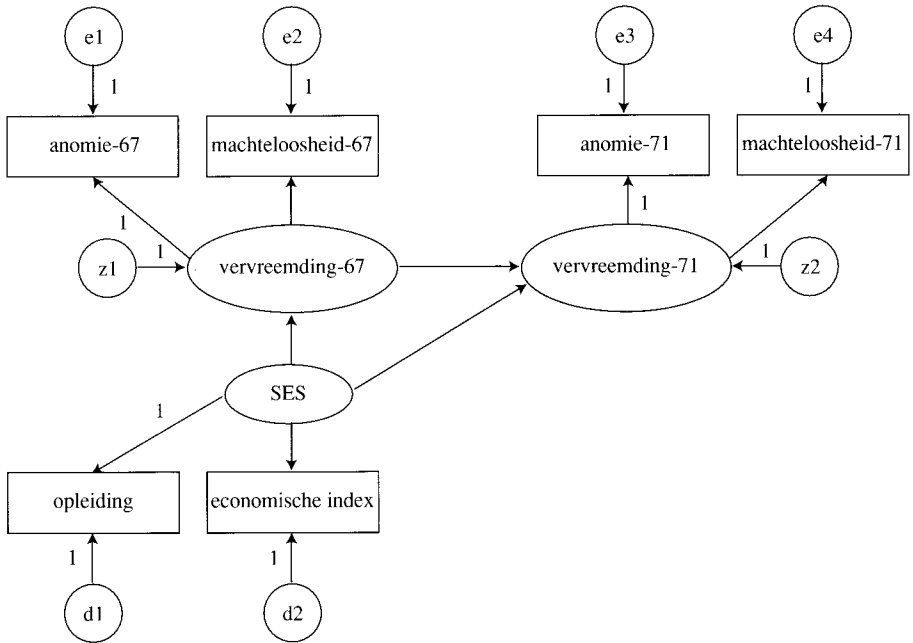 e1
e2
e3
e4
1
1
1
1
anomie-67
machteloosheid-67
anomie-71
machteloosheid-71
1
1
1
1
z1
vervreemding-67
vervreemding-71
z2
SES
1
opleiding
economische index
1
1
d1
d2